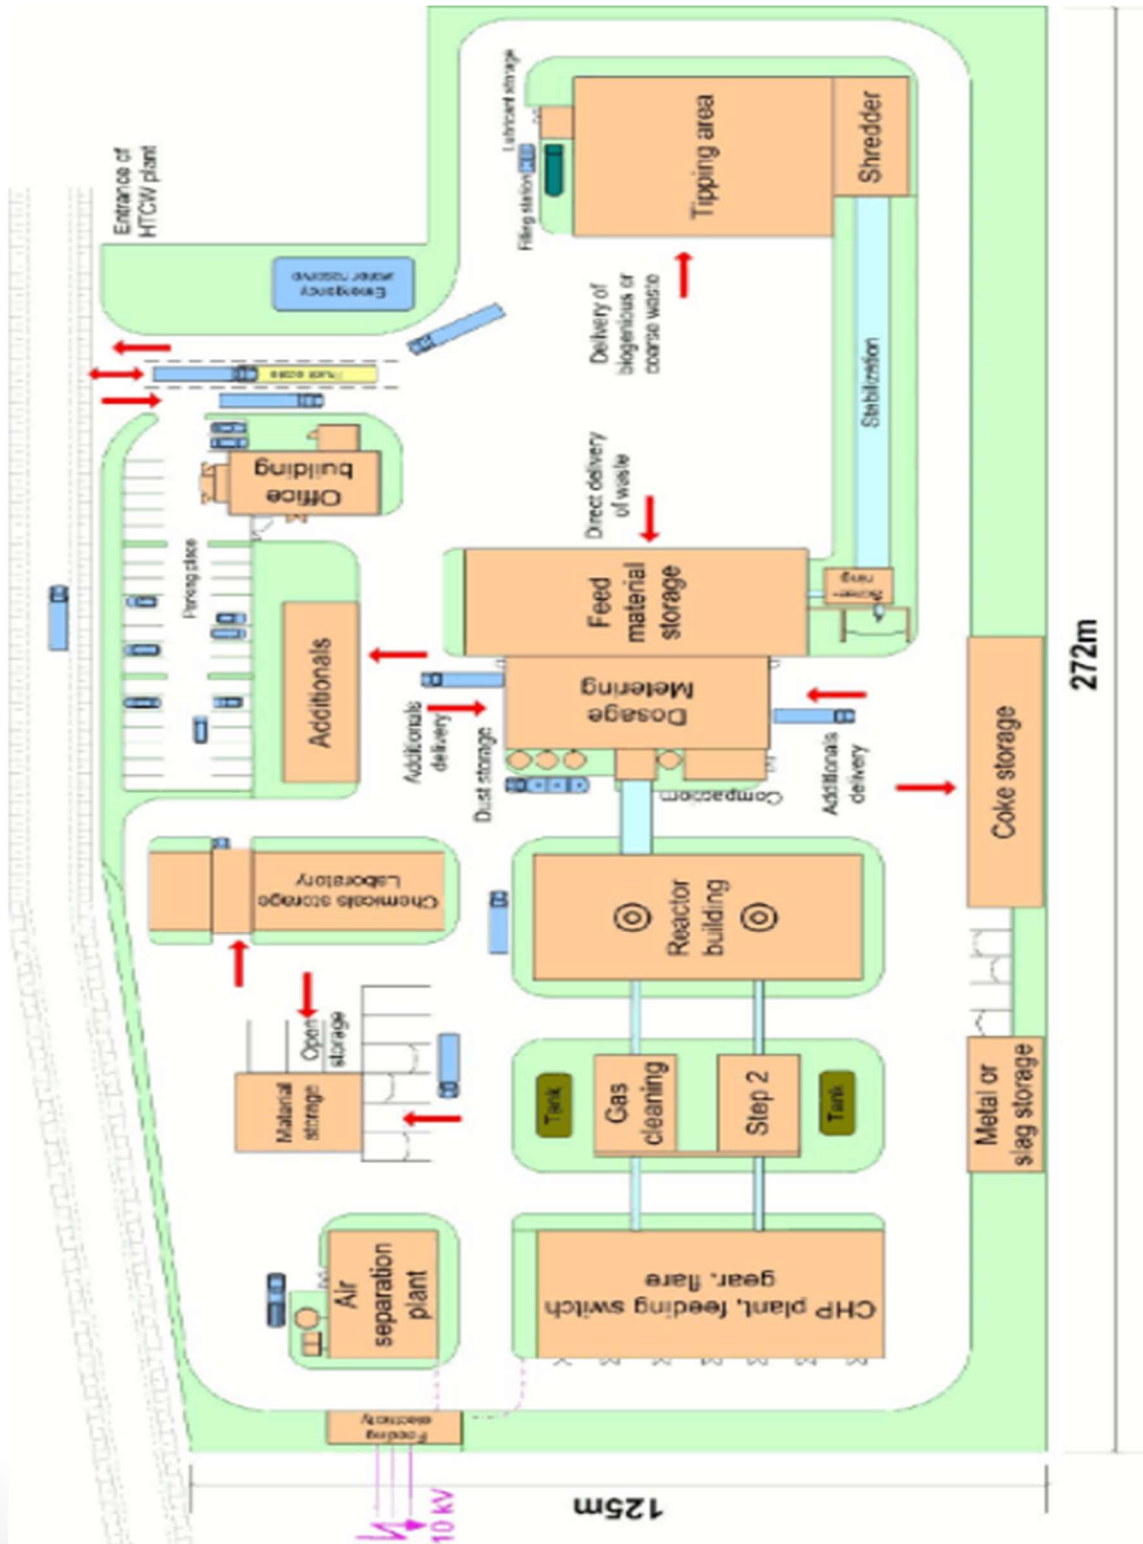 Entrance of
HTCW plant
Emergency
water reserve
Truck scale
Office
building
Parking place
Additionals
Lubricant storage
Filling station
Tipping area
Shredder
Delivery of
biogenious or
coarse waste
Stabilization
Direct delivery
of waste
Feed
material
storage
Screening
Dosage
Metering
Additionals
delivery
Dust storage
Compaction
Additionals
delivery
Coke storage
Chemicals storage
Laboratory
Reactor
building
Open
storage
Material
storage
Tank
Gas
cleaning
Step 2
Tank
Metal or
slag storage
Air
separation
plant
CHP plant, feeding switch
gear, flare
Feeding
electricity
10 kV
125m
272m